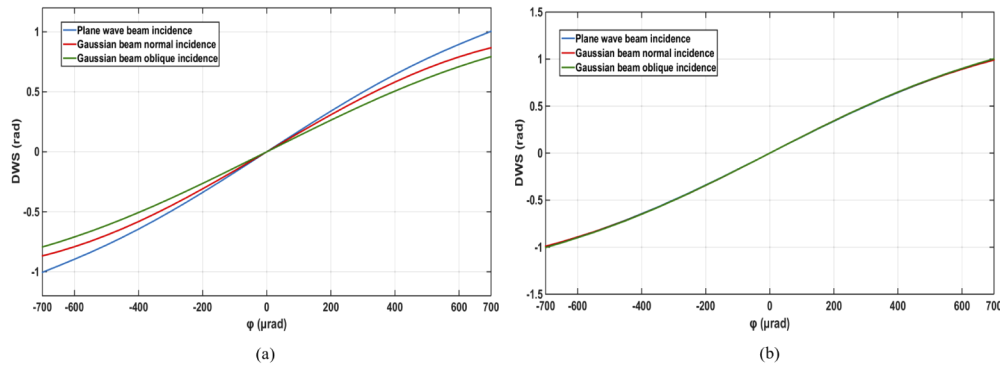 Plane wave beam incidence
Gaussian beam normal incidence
Gaussian beam oblique incidence
1
0.5
0
-0.5
-1
DWS (rad)
-700 -600 -400 -200 0 200 400 600 700
φ (μrad)
(a)
Plane wave beam incidence
Gaussian beam normal incidence
Gaussian beam oblique incidence
1.5
1
0.5
0
-0.5
-1
-1.5
DWS (rad)
-700 -600 -400 -200 0 200 400 600 700
φ (μrad)
(b)